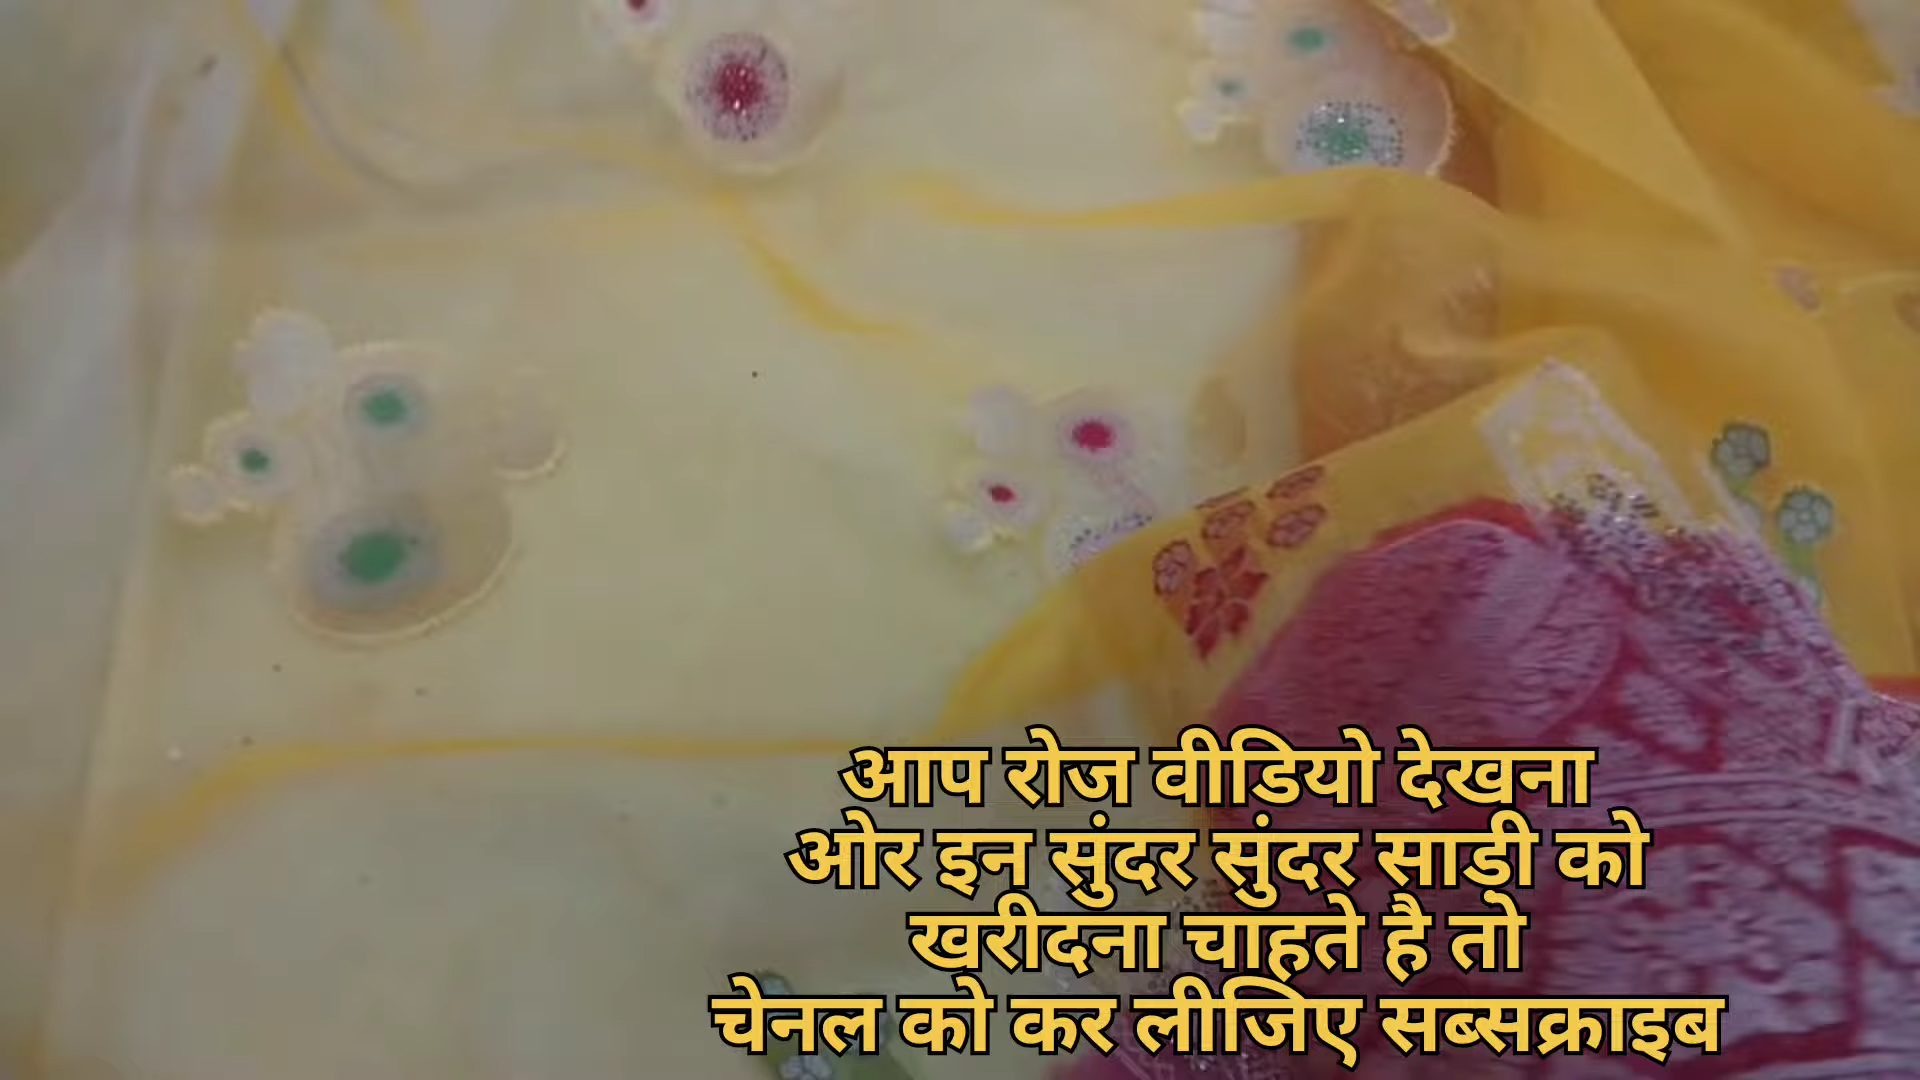 आप रोज वीडियो देखना
ओर इन सुंदर सुंदर साड़ी को
खरीदना चाहते है तो
चेनल को कर लीजिए सब्सक्राइब